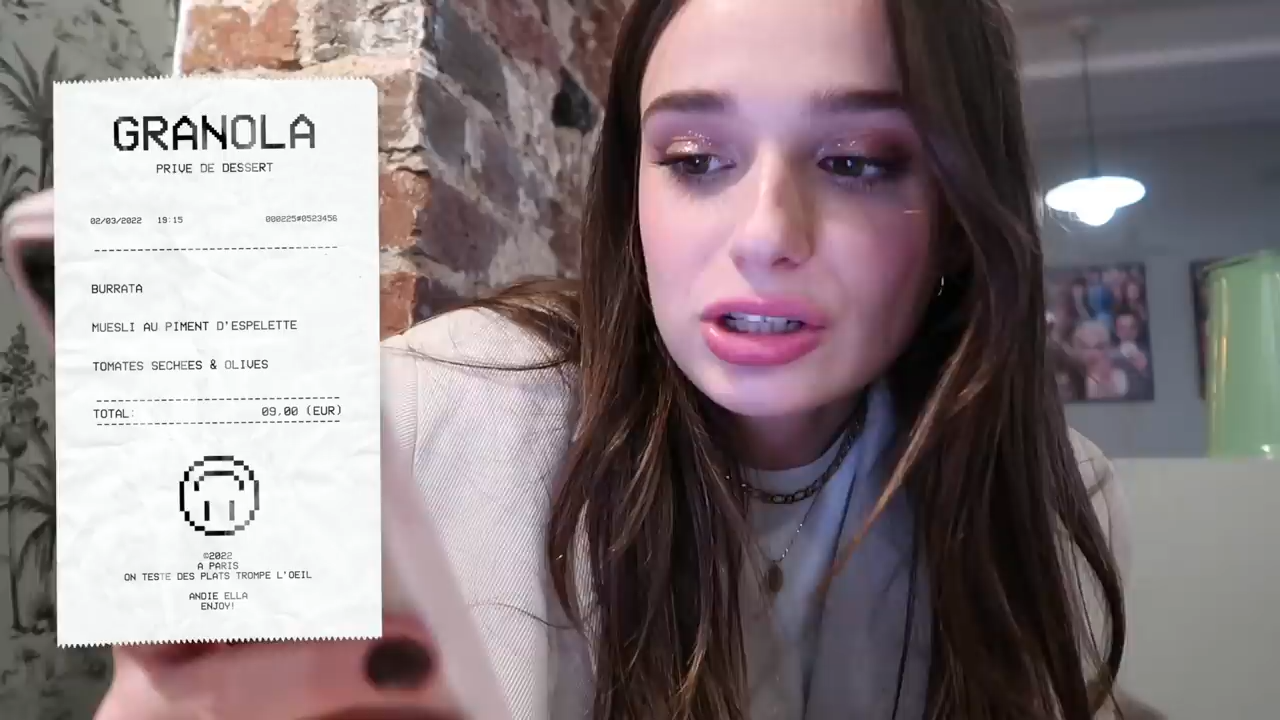 GRANOLA
PRIVE DE DESSERT
02/03/2022 19:15 000225#0523456
BURRATA
MUESLI AU PIMENT D'ESPELETTE
TOMATES SECHEES & OLIVES
TOTAL: 09,00 (EUR)
©2022
A PARIS
ON TESTE DES PLATS TROMPE L'OEIL
ANDIE ELLA
ENJOY!